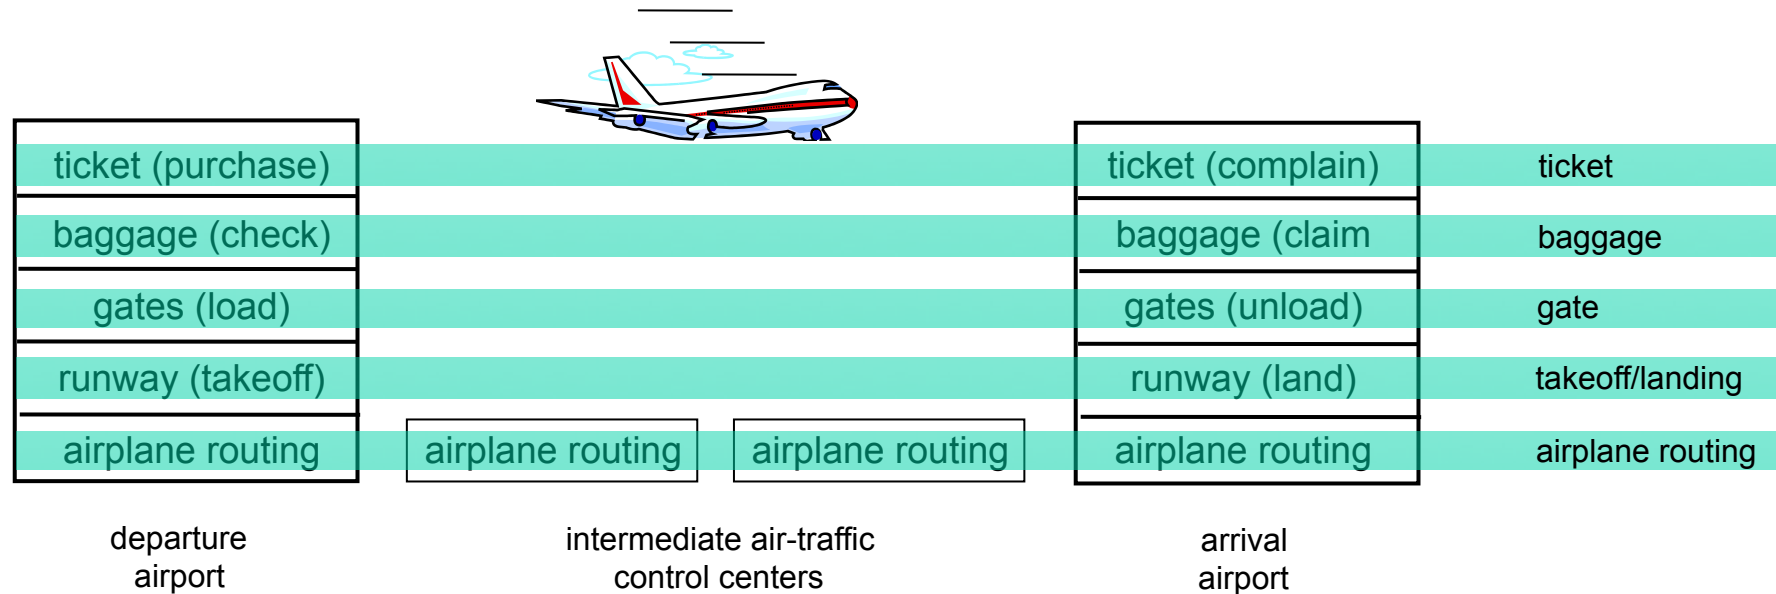 ticket (purchase) ticket (complain) ticket
baggage (check) baggage (claim baggage
gates (load) gates (unload) gate
runway (takeoff) runway (land) takeoff/landing
airplane routing airplane routing airplane routing airplane routing airplane routing
departure
airport
intermediate air-traffic
control centers
arrival
airport